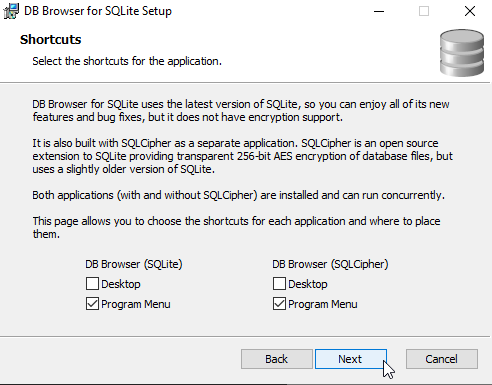 DB Browser for SQLite Setup
Shortcuts
Select the shortcuts for the application.
DB Browser for SQLite uses the latest version of SQLite, so you can enjoy all of its new
features and bug fixes, but it does not have encryption support.
It is also built with SQLCipher as a separate application. SQLCipher is an open source
extension to SQLite providing transparent 256-bit AES encryption of database files, but
uses a slightly older version of SQLite.
Both applications (with and without SQLCipher) are installed and can run concurrently.
This page allows you to choose the shortcuts for each application and where to place
them.
DB Browser (SQLite) DB Browser (SQLCipher)
Desktop Desktop
Program Menu Program Menu
Back Next Cancel